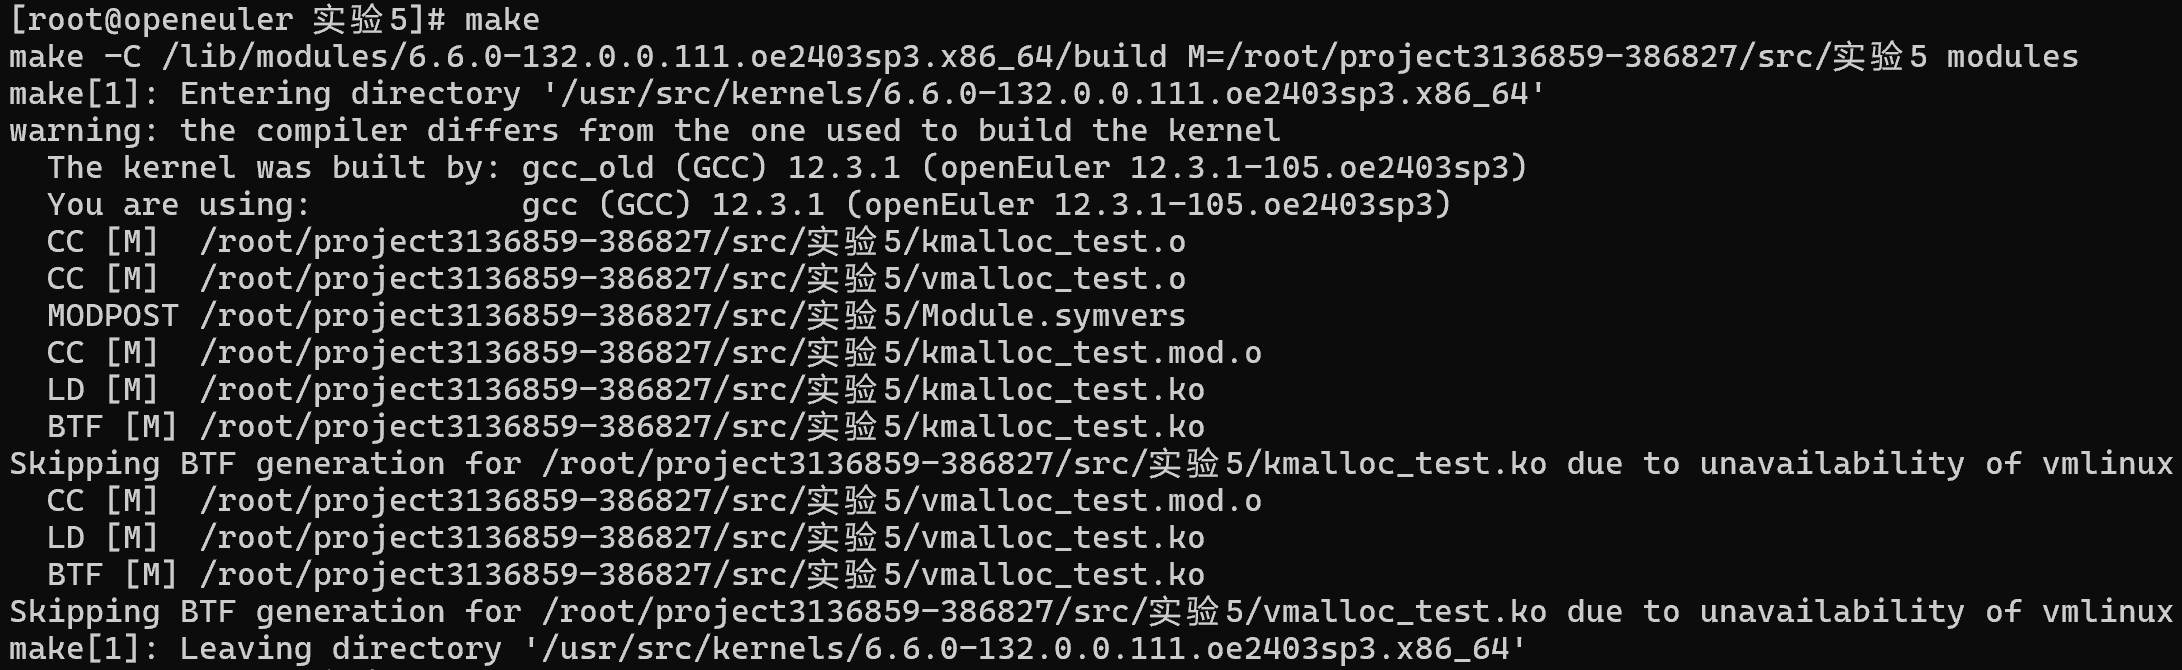 [root@openeuler 实验5]# make
make -C /lib/modules/6.6.0-132.0.0.111.oe2403sp3.x86_64/build M=/root/project3136859-386827/src/实验5 modules
make[1]: Entering directory '/usr/src/kernels/6.6.0-132.0.0.111.oe2403sp3.x86_64'
warning: the compiler differs from the one used to build the kernel
  The kernel was built by: gcc_old (GCC) 12.3.1 (openEuler 12.3.1-105.oe2403sp3)
  You are using:           gcc (GCC) 12.3.1 (openEuler 12.3.1-105.oe2403sp3)
  CC [M]  /root/project3136859-386827/src/实验5/kmalloc_test.o
  CC [M]  /root/project3136859-386827/src/实验5/vmalloc_test.o
  MODPOST /root/project3136859-386827/src/实验5/Module.symvers
  CC [M]  /root/project3136859-386827/src/实验5/kmalloc_test.mod.o
  LD [M]  /root/project3136859-386827/src/实验5/kmalloc_test.ko
  BTF [M] /root/project3136859-386827/src/实验5/kmalloc_test.ko
Skipping BTF generation for /root/project3136859-386827/src/实验5/kmalloc_test.ko due to unavailability of vmlinux
  CC [M]  /root/project3136859-386827/src/实验5/vmalloc_test.mod.o
  LD [M]  /root/project3136859-386827/src/实验5/vmalloc_test.ko
  BTF [M] /root/project3136859-386827/src/实验5/vmalloc_test.ko
Skipping BTF generation for /root/project3136859-386827/src/实验5/vmalloc_test.ko due to unavailability of vmlinux
make[1]: Leaving directory '/usr/src/kernels/6.6.0-132.0.0.111.oe2403sp3.x86_64'